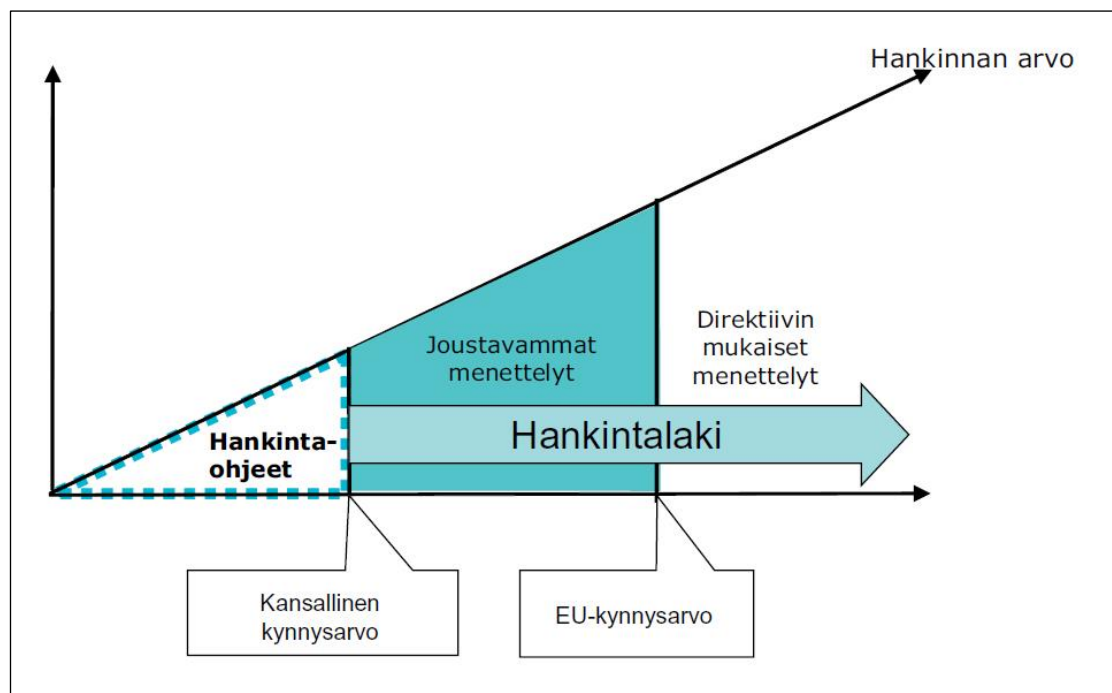 Hankinnan arvo
Direktiivin
mukaiset
menettelyt
Joustavammat
menettelyt
Hankinta-
ohjeet
Hankintalaki
Kansallinen
kynnysarvo
EU-kynnysarvo